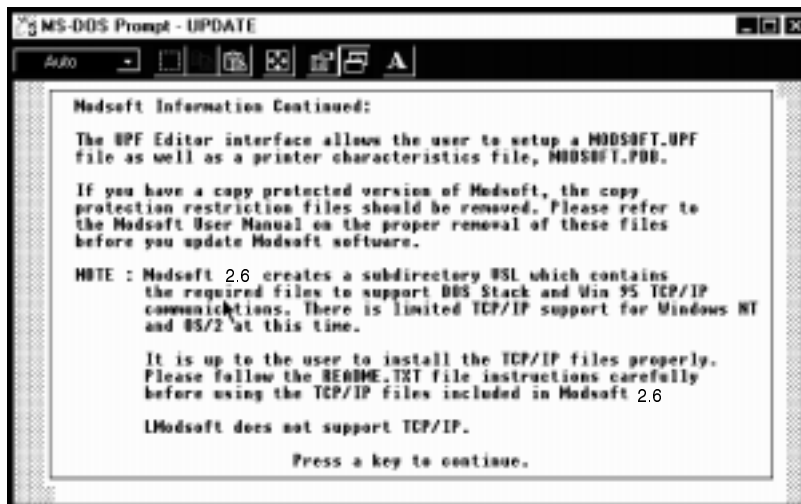 MS-DOS Prompt - UPDATE
Auto
A
Modsoft Information Continued:
The UPF Editor interface allows the user to setup a MODSOFT.UPF
file as well as a printer characteristics file, MODSOFT.PDB.
If you have a copy protected version of Modsoft, the copy
protection restriction files should be removed. Please refer to
the Modsoft User Manual on the proper removal of these files
before you update Modsoft software.
NOTE : Modsoft 2.6 creates a subdirectory VSL which contains
the required files to support DOS Stack and Win 95 TCP/IP
communications. There is limited TCP/IP support for Windows NT
and OS/2 at this time.
It is up to the user to install the TCP/IP files properly.
Please follow the README.TXT file instructions carefully
before using the TCP/IP files included in Modsoft 2.6
LModsoft does not support TCP/IP.
Press a key to continue.